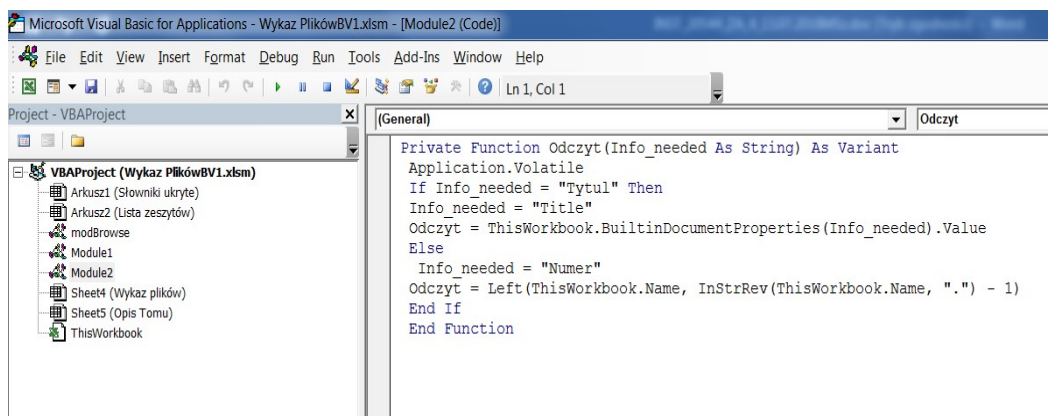 Microsoft Visual Basic for Applications - Wykaz PlikówBV1.xlsm - [Module2 (Code)]
File Edit View Insert Format Debug Run Tools Add-Ins Window Help
Ln 1, Col 1
Project - VBAProject
(General)
Odczyt
VBAProject (Wykaz PlikówBV1.xlsm)
Arkusz1 (Słowniki ukryte)
Arkusz2 (Lista zeszytów)
modBrowse
Module1
Module2
Sheet4 (Wykaz plików)
Sheet5 (Opis Tomu)
ThisWorkbook
Private Function Odczyt(Info_needed As String) As Variant
Application.Volatile
If Info_needed = "Tytul" Then
Info_needed = "Title"
Odczyt = ThisWorkbook.BuiltinDocumentProperties(Info_needed).Value
Else
Info_needed = "Numer"
Odczyt = Left(ThisWorkbook.Name, InStrRev(ThisWorkbook.Name, ".") - 1)
End If
End Function